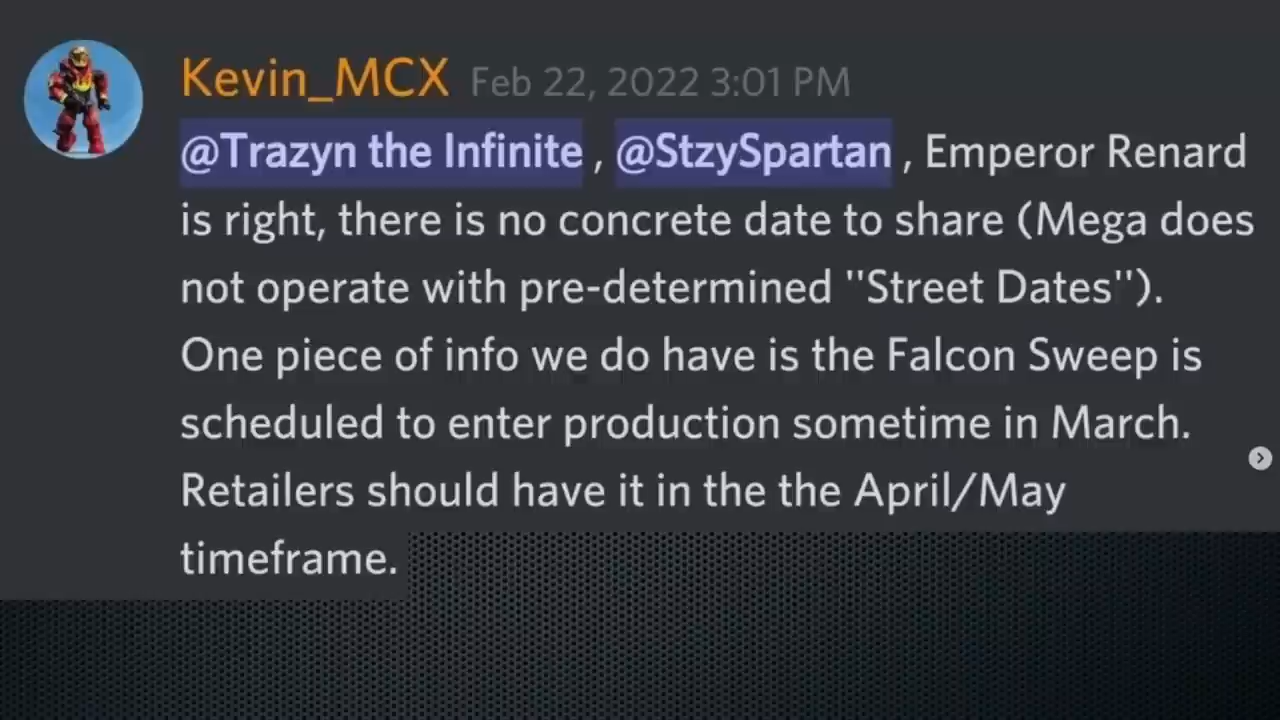 Kevin_MCX Feb 22, 2022 3:01 PM
@Trazyn the Infinite , @StzySpartan , Emperor Renard
is right, there is no concrete date to share (Mega does
not operate with pre-determined "Street Dates").
One piece of info we do have is the Falcon Sweep is
scheduled to enter production sometime in March.
Retailers should have it in the the April/May
timeframe.